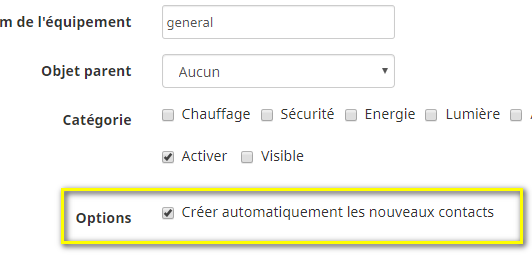 m de l'équipement general
Objet parent Aucun
Catégorie Chauffage Sécurité Energie Lumière
Activer Visible
Options Créer automatiquement les nouveaux contacts